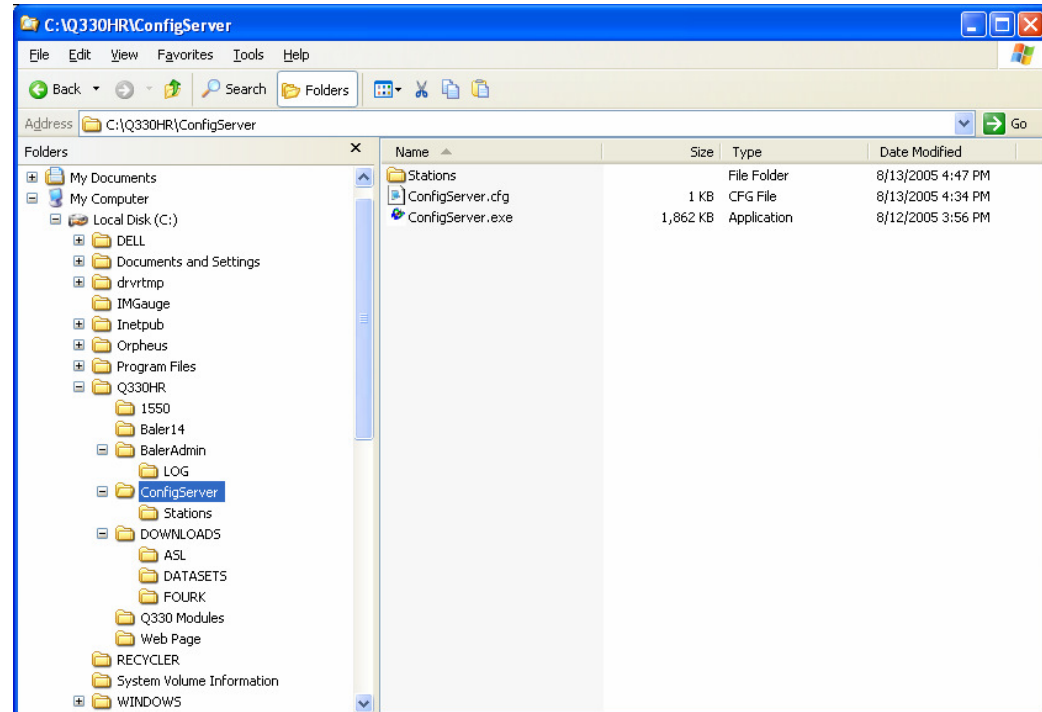 C:\Q330HR\ConfigServer
File Edit View Favorites Tools Help
Back Search Folders
Address C:\Q330HR\ConfigServer Go
Folders x Name Size Type Date Modified
My Documents
My Computer
Local Disk (C:)
DELL
Documents and Settings
drvrtmp
IMGauge
Inetpub
Orpheus
Program Files
Q330HR
1550
Baler14
BalerAdmin
LOG
ConfigServer
Stations
DOWNLOADS
ASL
DATASETS
FOURK
Q330 Modules
Web Page
RECYCLER
System Volume Information
WINDOWS
Stations File Folder 8/13/2005 4:47 PM
ConfigServer.cfg 1 KB CFG File 8/13/2005 4:34 PM
ConfigServer.exe 1,862 KB Application 8/12/2005 3:56 PM